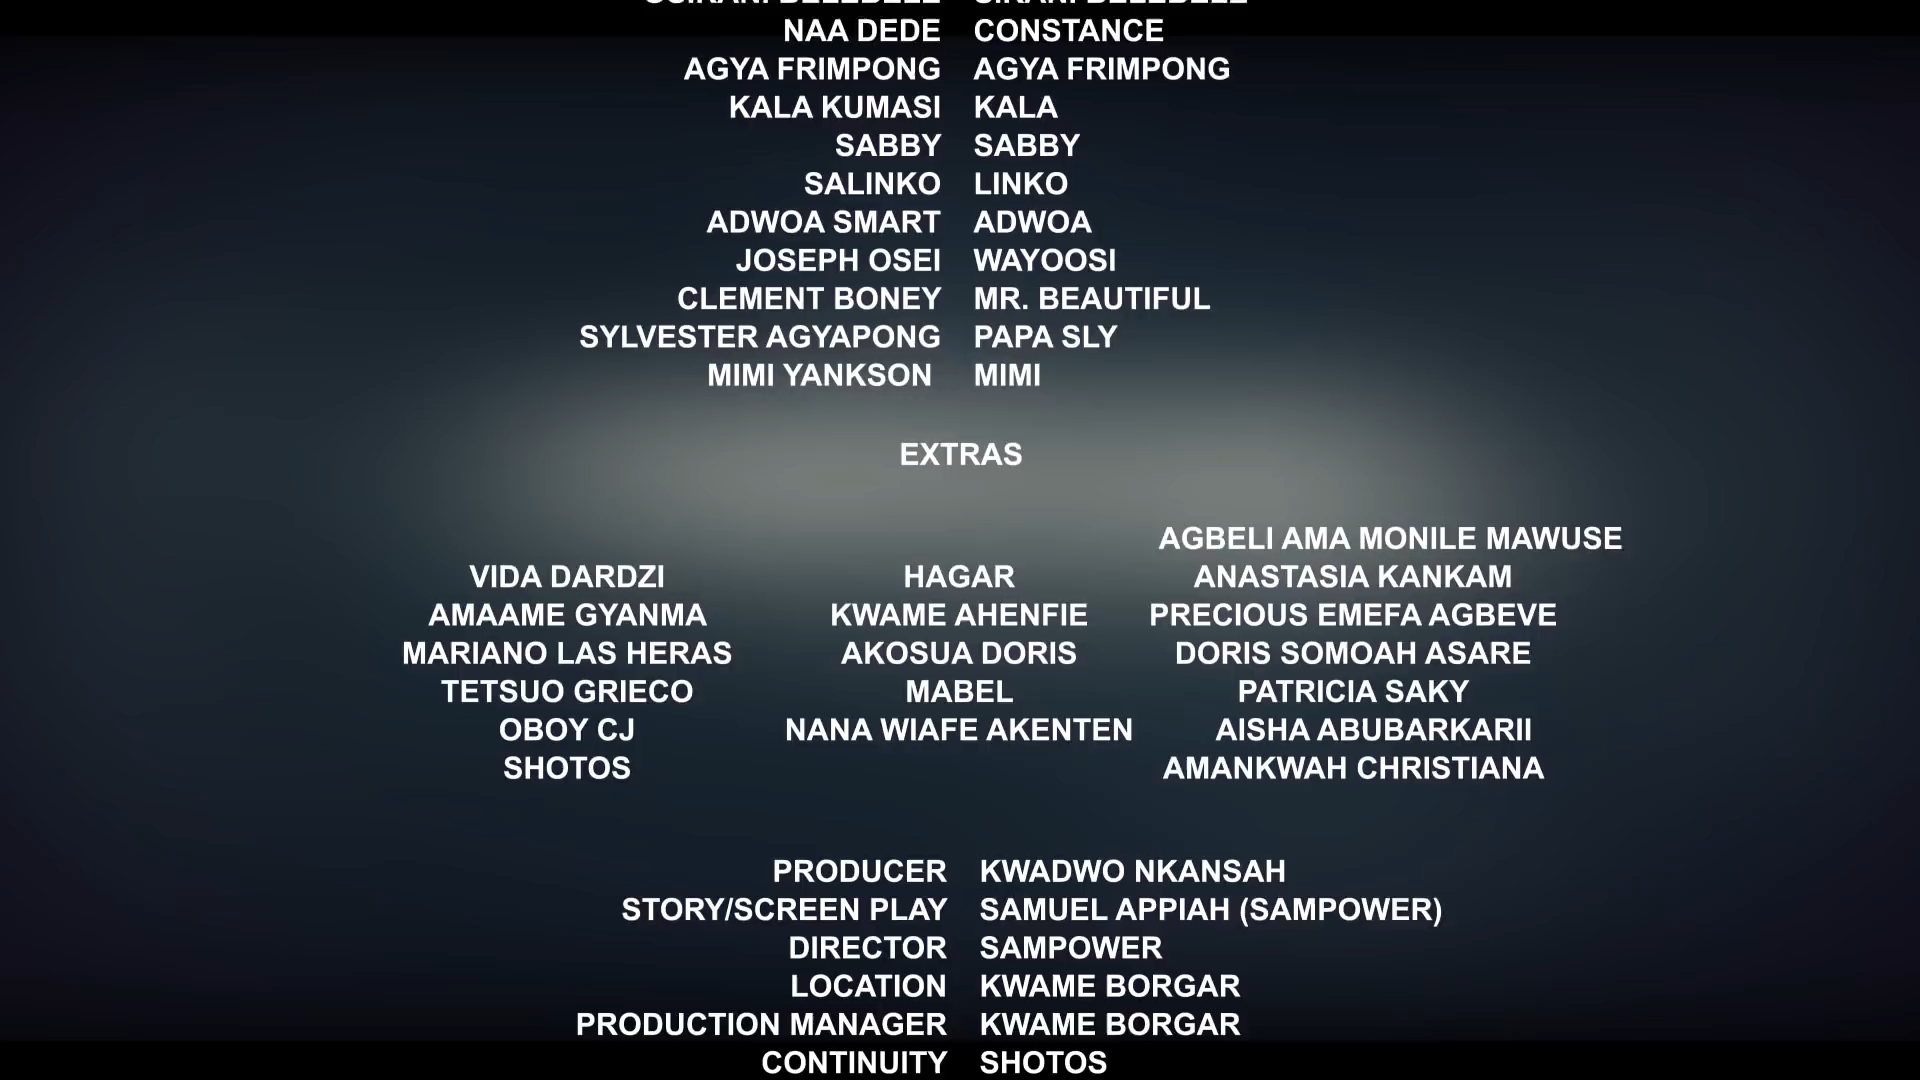 NAA DEDE CONSTANCE
AGYA FRIMPONG AGYA FRIMPONG
KALA KUMASI KALA
SABBY SABBY
SALINKO LINKO
ADWOA SMART ADWOA
JOSEPH OSEI WAYOOSI
CLEMENT BONEY MR. BEAUTIFUL
SYLVESTER AGYAPONG PAPA SLY
MIMI YANKSON MIMI
EXTRAS
AGBELI AMA MONILE MAWUSE
VIDA DARDZI HAGAR ANASTASIA KANKAM
AMAAME GYANMA KWAME AHENFIE PRECIOUS EMEFA AGBEVE
MARIANO LAS HERAS AKOSUA DORIS DORIS SOMOAH ASARE
TETSUO GRIECO MABEL PATRICIA SAKY
OBOY CJ NANA WIAFE AKENTEN AISHA ABUBARKARII
SHOTOS AMANKWAH CHRISTIANA
PRODUCER KWADWO NKANSAH
STORY/SCREEN PLAY SAMUEL APPIAH (SAMPOWER)
DIRECTOR SAMPOWER
LOCATION KWAME BORGAR
PRODUCTION MANAGER KWAME BORGAR
CONTINUITY SHOTOS